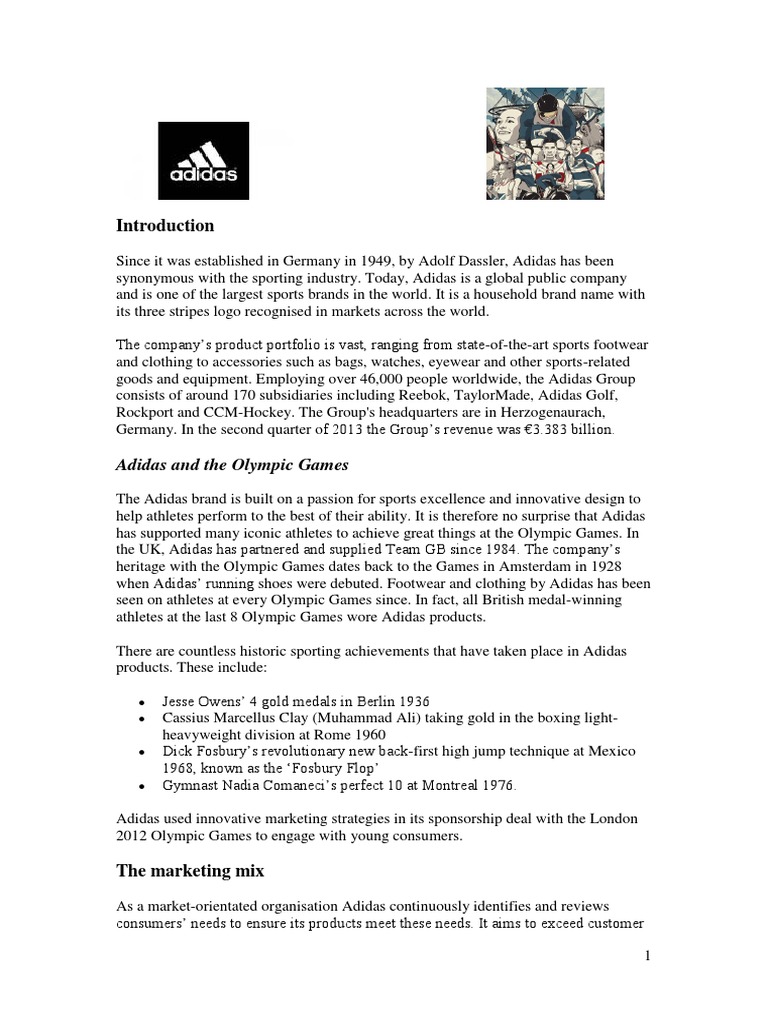 adidas
Introduction
Since it was established in Germany in 1949, by Adolf Dassler, Adidas has been
synonymous with the sporting industry. Today, Adidas is a global public company
and is one of the largest sports brands in the world. It is a household brand name with
its three stripes logo recognised in markets across the world.
The company’s product portfolio is vast, ranging from state-of-the-art sports footwear
and clothing to accessories such as bags, watches, eyewear and other sports-related
goods and equipment. Employing over 46,000 people worldwide, the Adidas Group
consists of around 170 subsidiaries including Reebok, TaylorMade, Adidas Golf,
Rockport and CCM-Hockey. The Group's headquarters are in Herzogenaurach,
Germany. In the second quarter of 2013 the Group’s revenue was €3.383 billion.
Adidas and the Olympic Games
The Adidas brand is built on a passion for sports excellence and innovative design to
help athletes perform to the best of their ability. It is therefore no surprise that Adidas
has supported many iconic athletes to achieve great things at the Olympic Games. In
the UK, Adidas has partnered and supplied Team GB since 1984. The company’s
heritage with the Olympic Games dates back to the Games in Amsterdam in 1928
when Adidas’ running shoes were debuted. Footwear and clothing by Adidas has been
seen on athletes at every Olympic Games since. In fact, all British medal-winning
athletes at the last 8 Olympic Games wore Adidas products.
There are countless historic sporting achievements that have taken place in Adidas
products. These include:
• Jesse Owens’ 4 gold medals in Berlin 1936
• Cassius Marcellus Clay (Muhammad Ali) taking gold in the boxing light-
heavyweight division at Rome 1960
• Dick Fosbury’s revolutionary new back-first high jump technique at Mexico
1968, known as the ‘Fosbury Flop’
• Gymnast Nadia Comaneci’s perfect 10 at Montreal 1976.
Adidas used innovative marketing strategies in its sponsorship deal with the London
2012 Olympic Games to engage with young consumers.
The marketing mix
As a market-orientated organisation Adidas continuously identifies and reviews
consumers’ needs to ensure its products meet these needs. It aims to exceed customer
1